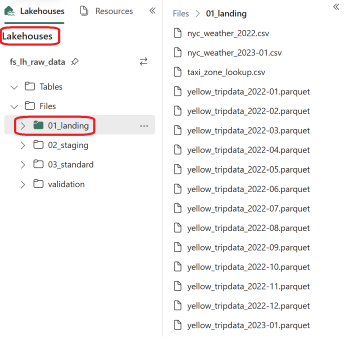 Lakehouses
Resources
Lakehouses
fs_lh_raw_data
Tables
Files
01_landing
02_staging
03_standard
validation
Files > 01_landing
nyc_weather_2022.csv
nyc_weather_2023-01.csv
taxi_zone_lookup.csv
yellow_tripdata_2022-01.parquet
yellow_tripdata_2022-02.parquet
yellow_tripdata_2022-03.parquet
yellow_tripdata_2022-04.parquet
yellow_tripdata_2022-05.parquet
yellow_tripdata_2022-06.parquet
yellow_tripdata_2022-07.parquet
yellow_tripdata_2022-08.parquet
yellow_tripdata_2022-09.parquet
yellow_tripdata_2022-10.parquet
yellow_tripdata_2022-11.parquet
yellow_tripdata_2022-12.parquet
yellow_tripdata_2023-01.parquet